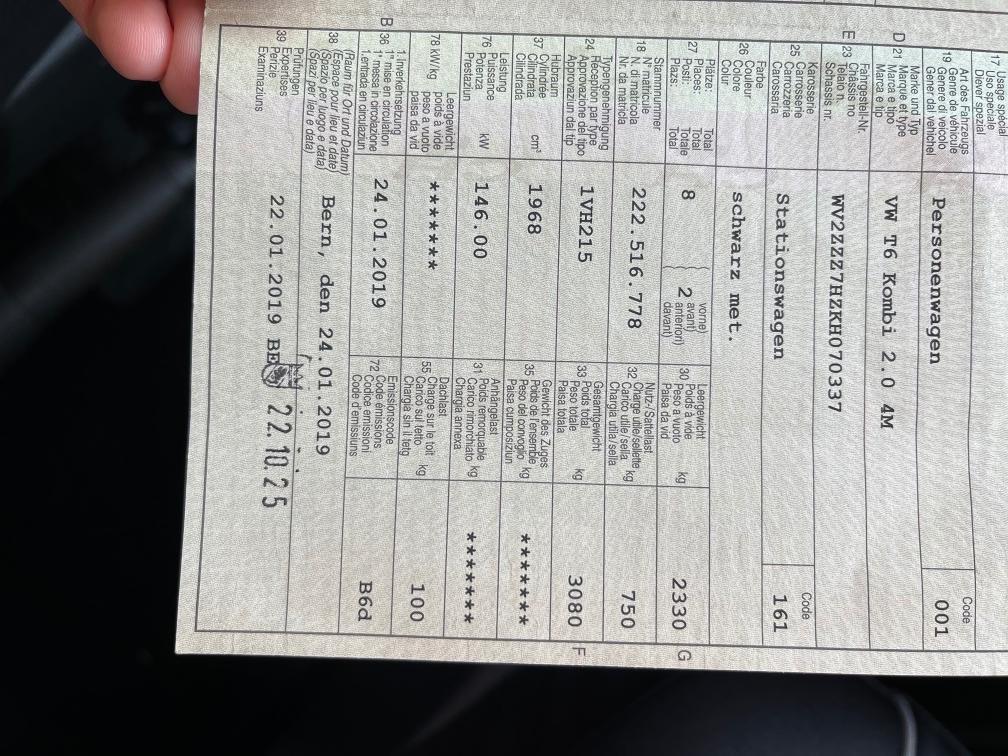 17 Usage spécial
Diever spezial
Art des Fahrzeugs
19 Genre de véhicule
Genere di veicolo
Gener dal vehichel
Personenwagen
Code
001
D
Marke und Typ
21 Marque et type
Marca e tipo
Marca e tip
VW T6 Kombi 2.0 4M
E
Fahrgestell-Nr.
23 Châssis no
Telaio n.
Schassis nr.
WV2ZZZ7HZKH070337
Karosserie
25 Carrosserie
Carrozzeria
Carosseria
Stationswagen
Code
161
Farbe
26 Couleur
Colore
Colur
schwarz met.
Plätze: Total
27 Places: Total
Posti: Totale
Plazs: Total
8
2
vorne)
avant)
anteriori)
davant)
Leergewicht
30 Poids à vide
Peso a vuoto kg
Paisa da vid
2330
G
Stammnummer
18 N° matricule
N. di matricola
Nr. da matricla
222.516.778
Nutz-/Sattellast
32 Charge utile/sellette
Carico utile/sella kg
Chargia utila/sella
750
Typengenehmigung
24 Réception par type
Approvazione del tipo
Approvaziun dal tip
1VH215
Gesamtgewicht
33 Poids total
Peso totale kg
Paisa totala
3080
F
Hubraum
37 Cylindrée
Cilindrata cm³
Cilindrada
1968
Gewicht des Zuges
35 Poids de l'ensemble
Peso del convoglio kg
Paisa cumposiziun
*******
Leistung
76 Puissance
Potenza kW
Prestaziun
146.00
Anhängelast
31 Poids remorquable
Carico rimorchiato kg
Chargia annexa
*******
Leergewicht
78 kW/kg poids à vide
peso a vuoto
paisa da vid
*******
Dachlast
55 Charge sur le toit
Carico sul tetto kg
Chargia sin il tetg
100
B
1. Inverkehrsetzung
36 1re mise en circulation
1a messa in circolazione
1. entrada en circulaziun
24.01.2019
Emissionscode
72 Code émissions
Codice emissioni
Code d'emissiuns
B6d
(Raum für Ort und Datum)
38 (Espace pour lieu et date)
(Spazio per luogo e data)
(Spazi per lieu e data)
Bern, den 24.01.2019
Prüfungen
39 Expertises
Perizie
Examinaziuns
22.01.2019 BE
22.10.25